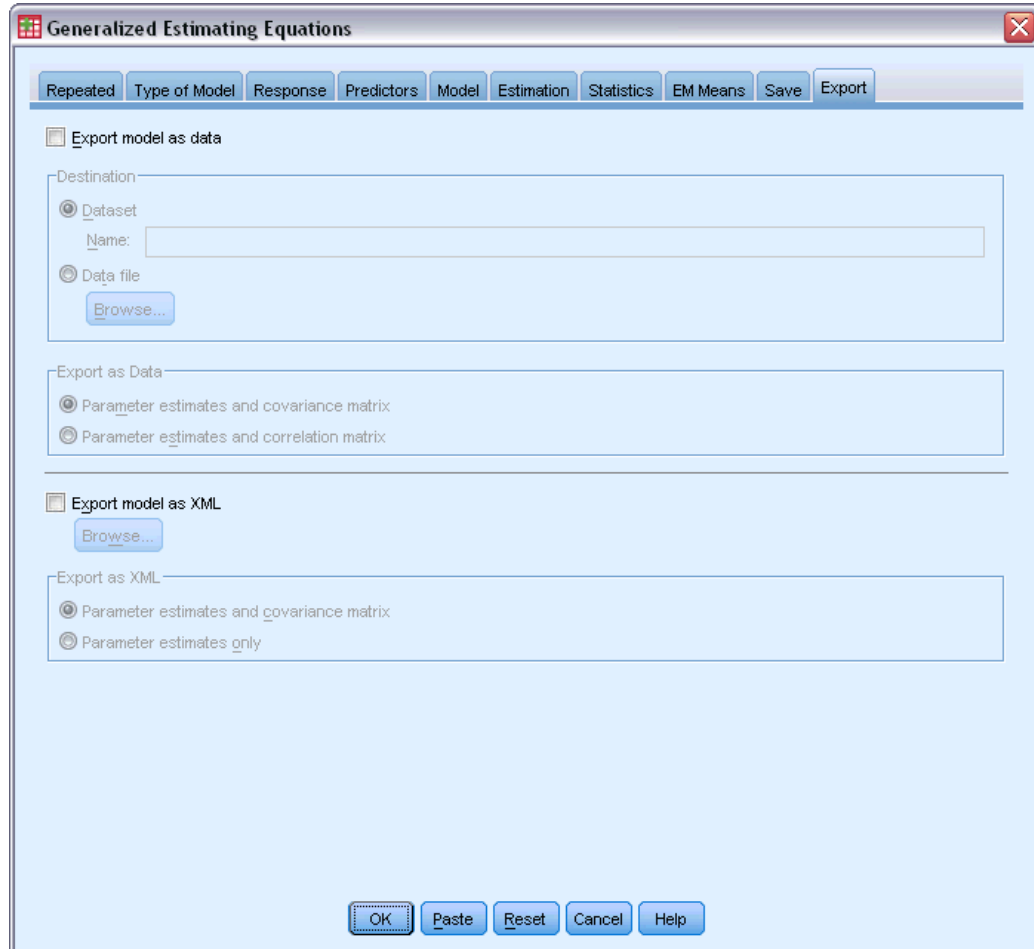 Generalized Estimating Equations
Repeated Type of Model Response Predictors Model Estimation Statistics EM Means Save Export
Export model as data
Destination
Dataset
Name:
Data file
Browse...
Export as Data
Parameter estimates and covariance matrix
Parameter estimates and correlation matrix
Export model as XML
Browse...
Export as XML
Parameter estimates and covariance matrix
Parameter estimates only
OK Paste Reset Cancel Help